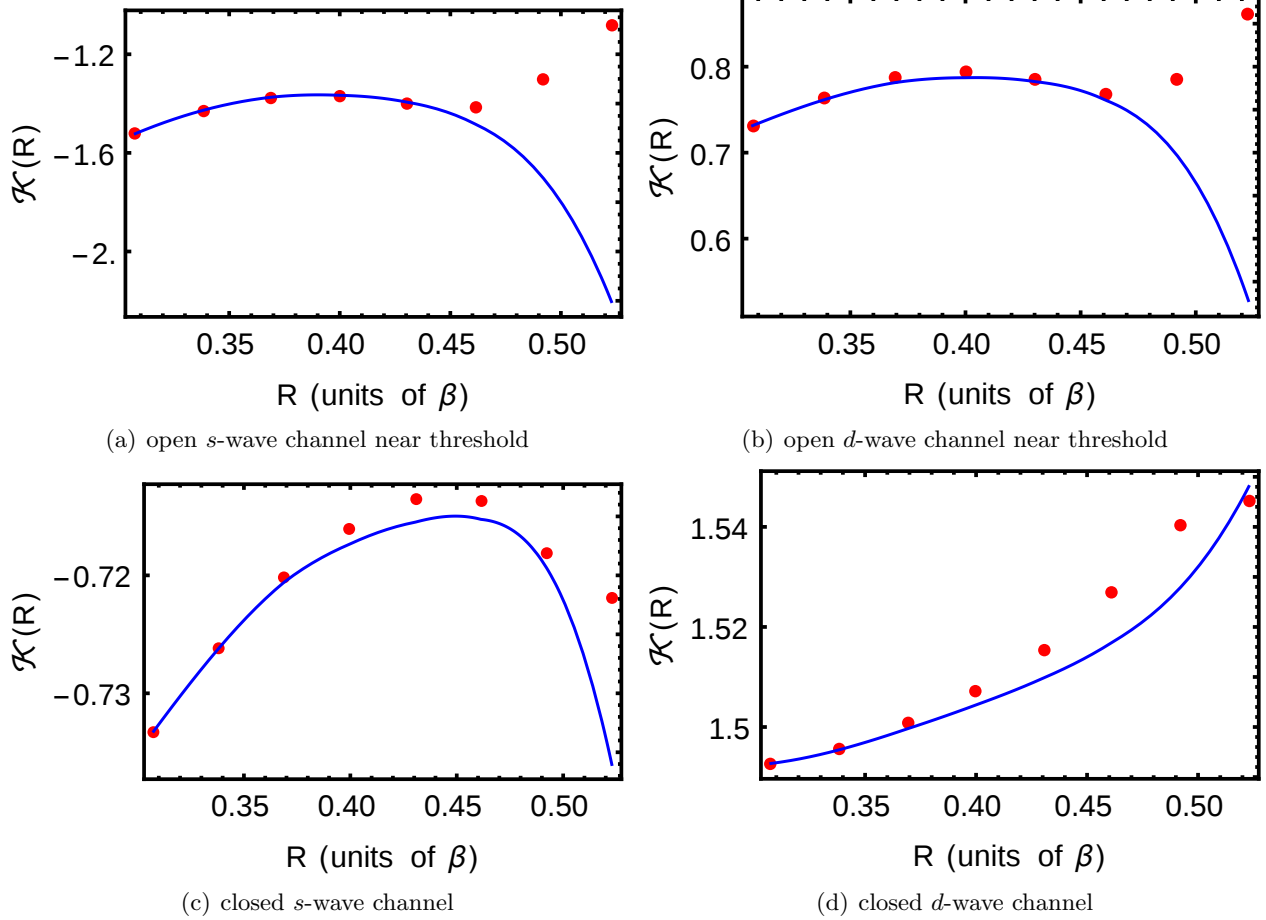 −1.2
−1.6
−2.
𝒦(R)
0.35 0.40 0.45 0.50
R (units of β)
(a) open s-wave channel near threshold
0.8
0.7
0.6
𝒦(R)
0.35 0.40 0.45 0.50
R (units of β)
(b) open d-wave channel near threshold
−0.72
−0.73
𝒦(R)
0.35 0.40 0.45 0.50
R (units of β)
(c) closed s-wave channel
1.54
1.52
1.5
𝒦(R)
0.35 0.40 0.45 0.50
R (units of β)
(d) closed d-wave channel